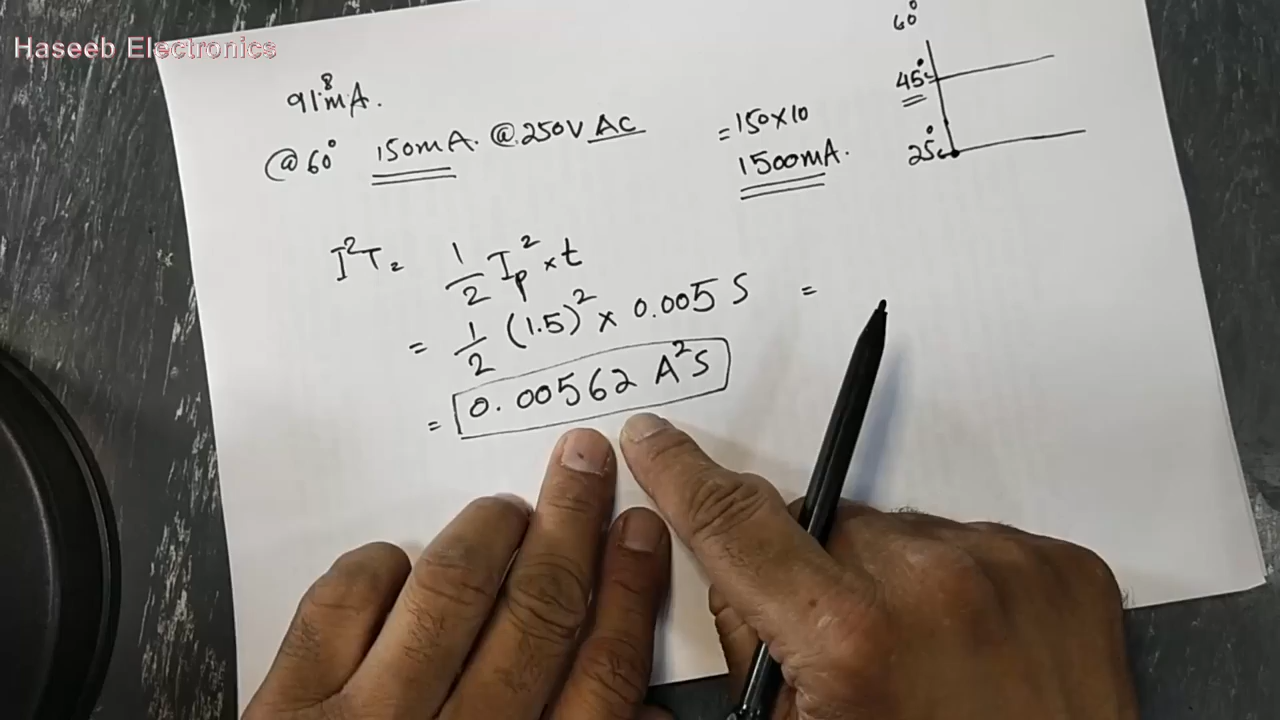 Haseeb Electronics
91.8mA.
@60° 150mA. @250V AC
= 150×10
1500mA.
60°
45°
25°
I²T = 1/2 Ip² × t
= 1/2 (1.5)² × 0.005 S =
= 0.00562 A²S